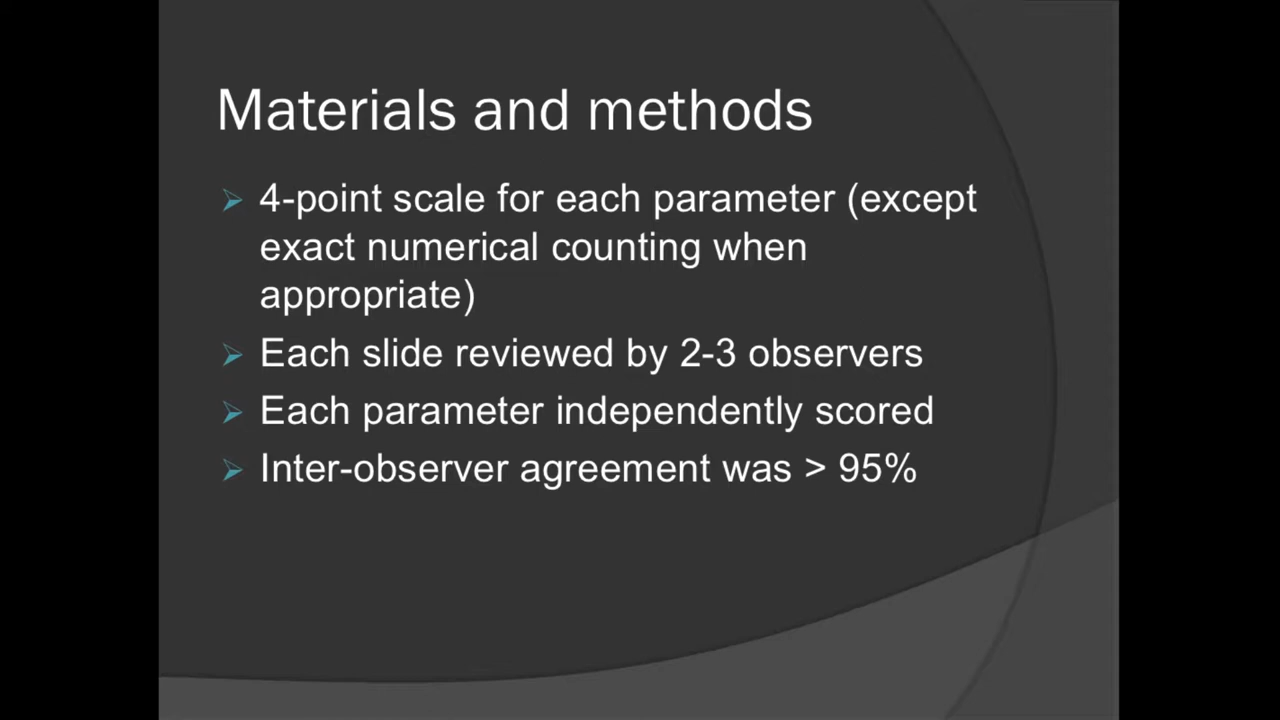 Materials and methods
4-point scale for each parameter (except
exact numerical counting when
appropriate)
Each slide reviewed by 2-3 observers
Each parameter independently scored
Inter-observer agreement was > 95%